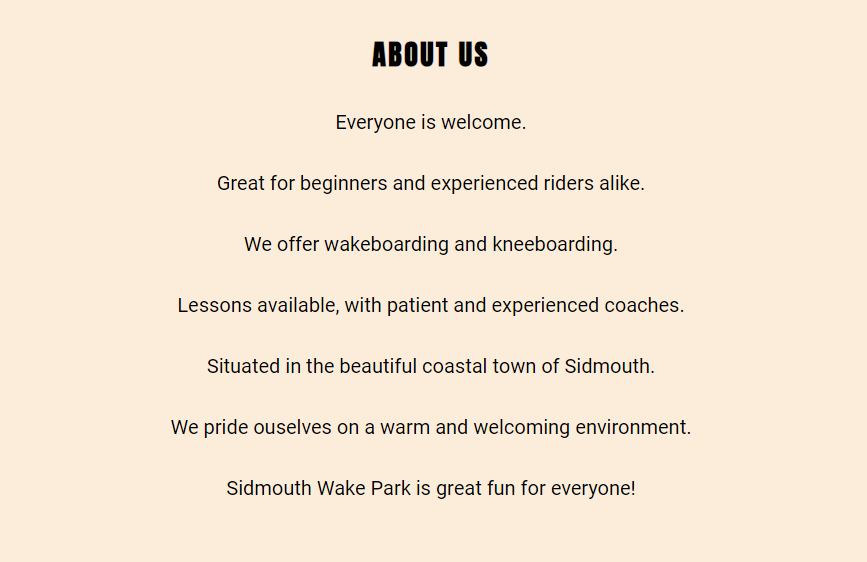 ABOUT US
Everyone is welcome.
Great for beginners and experienced riders alike.
We offer wakeboarding and kneeboarding.
Lessons available, with patient and experienced coaches.
Situated in the beautiful coastal town of Sidmouth.
We pride ouselves on a warm and welcoming environment.
Sidmouth Wake Park is great fun for everyone!